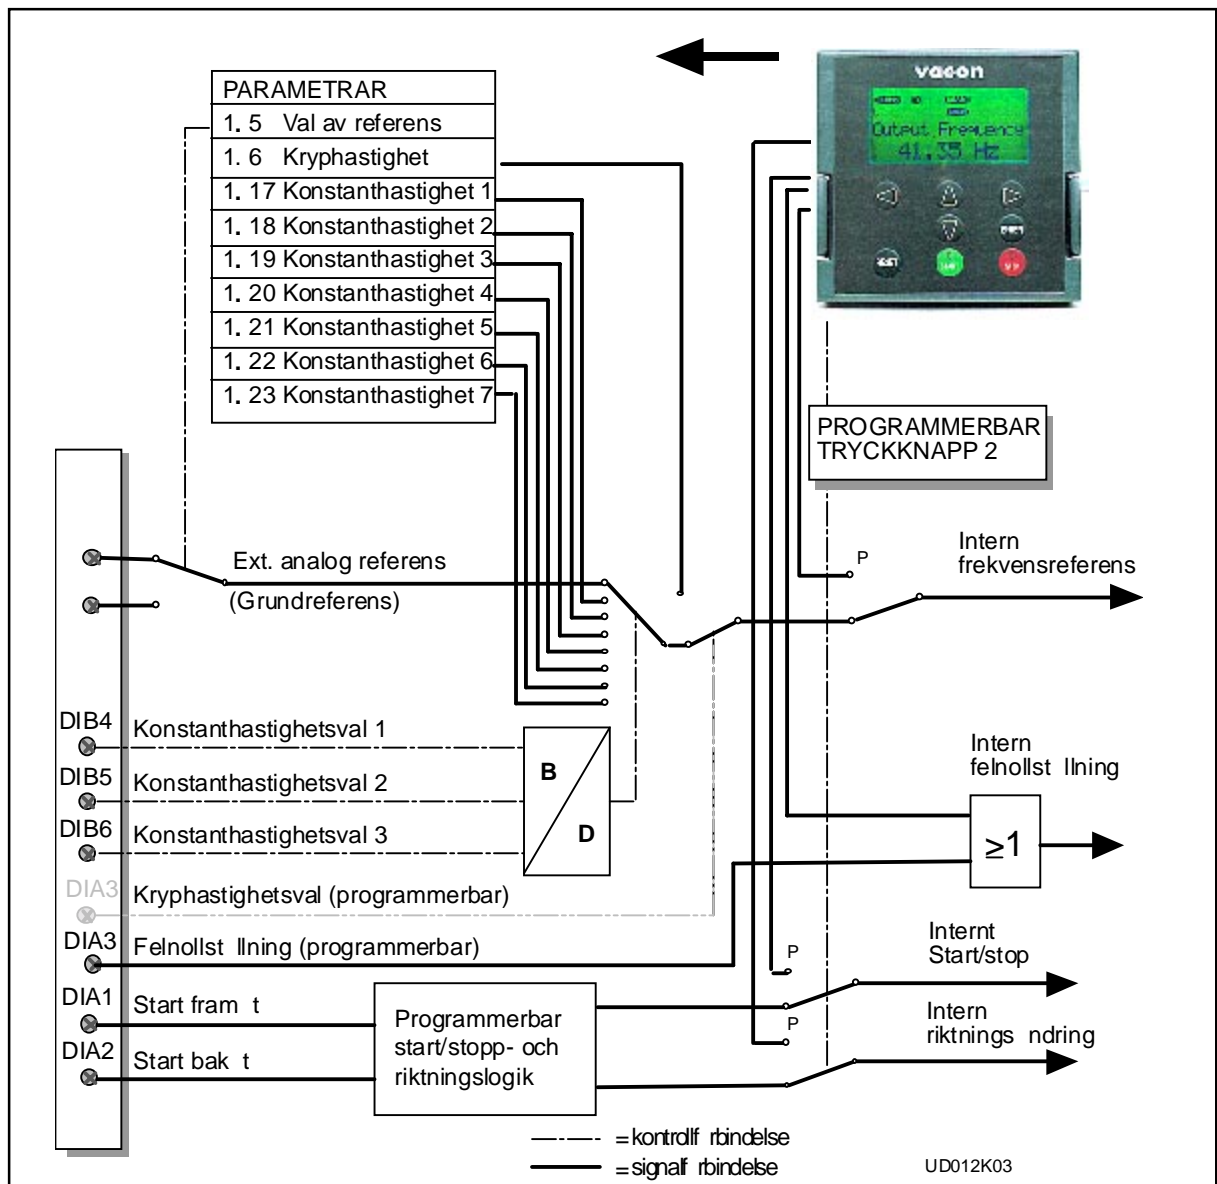 vacon
Output Frequence
41.35 Hz
PARAMETRAR
1. 5 Val av referens
1. 6 Kryphastighet
1. 17 Konstanthastighet 1
1. 18 Konstanthastighet 2
1. 19 Konstanthastighet 3
1. 20 Konstanthastighet 4
1. 21 Konstanthastighet 5
1. 22 Konstanthastighet 6
1. 23 Konstanthastighet 7
PROGRAMMERBAR
TRYCKKNAPP 2
Ext. analog referens
(Grundreferens)
P
Intern
frekvensreferens
DIB4
Konstanthastighetsval 1
DIB5
Konstanthastighetsval 2
DIB6
Konstanthastighetsval 3
B
D
Intern
felnollst llning
≥1
DIA3
Kryphastighetsval (programmerbar)
DIA3
Felnollst llning (programmerbar)
P
Internt
Start/stop
DIA1
Start fram t
DIA2
Start bak t
Programmerbar
start/stopp- och
riktningslogik
P
Intern
riktnings ndring
=kontrollf rbindelse
=signalf rbindelse
UD012K03